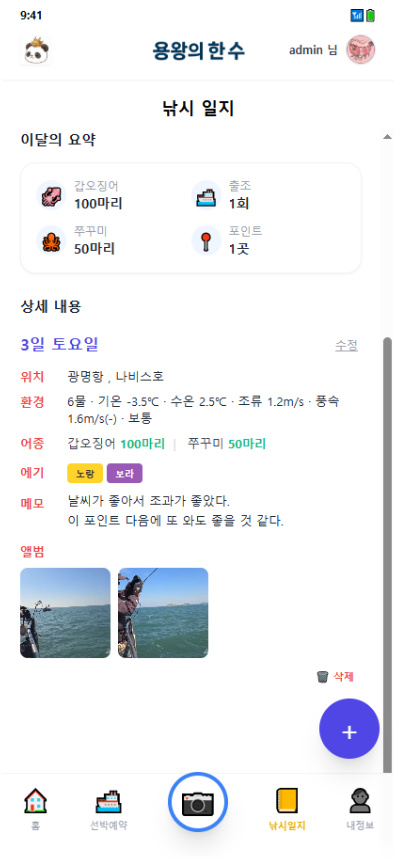 9:41
용왕의 한 수
admin 님
낚시 일지
이달의 요약
갑오징어
100마리
출조
1회
쭈꾸미
50마리
포인트
1곳
상세 내용
3일 토요일
수정
위치 광명항 , 나비스호
환경 6물 · 기온 -3.5℃ · 수온 2.5℃ · 조류 1.2m/s · 풍속
1.6m/s(-) · 보통
어종 갑오징어 100마리 | 쭈꾸미 50마리
에기 노랑 보라
메모 날씨가 좋아서 조과가 좋았다.
이 포인트 다음에 또 와도 좋을 것 같다.
앨범
삭제
+
홈
선박예약
낚시일지
내정보